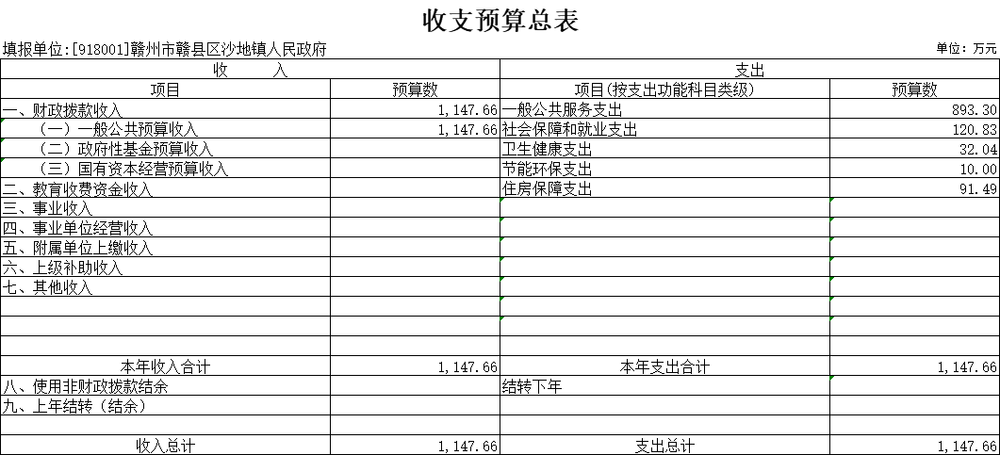 收支预算总表
填报单位:[918001]赣州市赣县区沙地镇人民政府 单位：万元
收 入 支出
项目 预算数 项目(按支出功能科目类级) 预算数
一、财政拨款收入 1,147.66 一般公共服务支出 893.30
（一）一般公共预算收入 1,147.66 社会保障和就业支出 120.83
（二）政府性基金预算收入 卫生健康支出 32.04
（三）国有资本经营预算收入 节能环保支出 10.00
二、教育收费资金收入 住房保障支出 91.49
三、事业收入
四、事业单位经营收入
五、附属单位上缴收入
六、上级补助收入
七、其他收入
本年收入合计 1,147.66 本年支出合计 1,147.66
八、使用非财政拨款结余 结转下年
九、上年结转（结余）
收入总计 1,147.66 支出总计 1,147.66